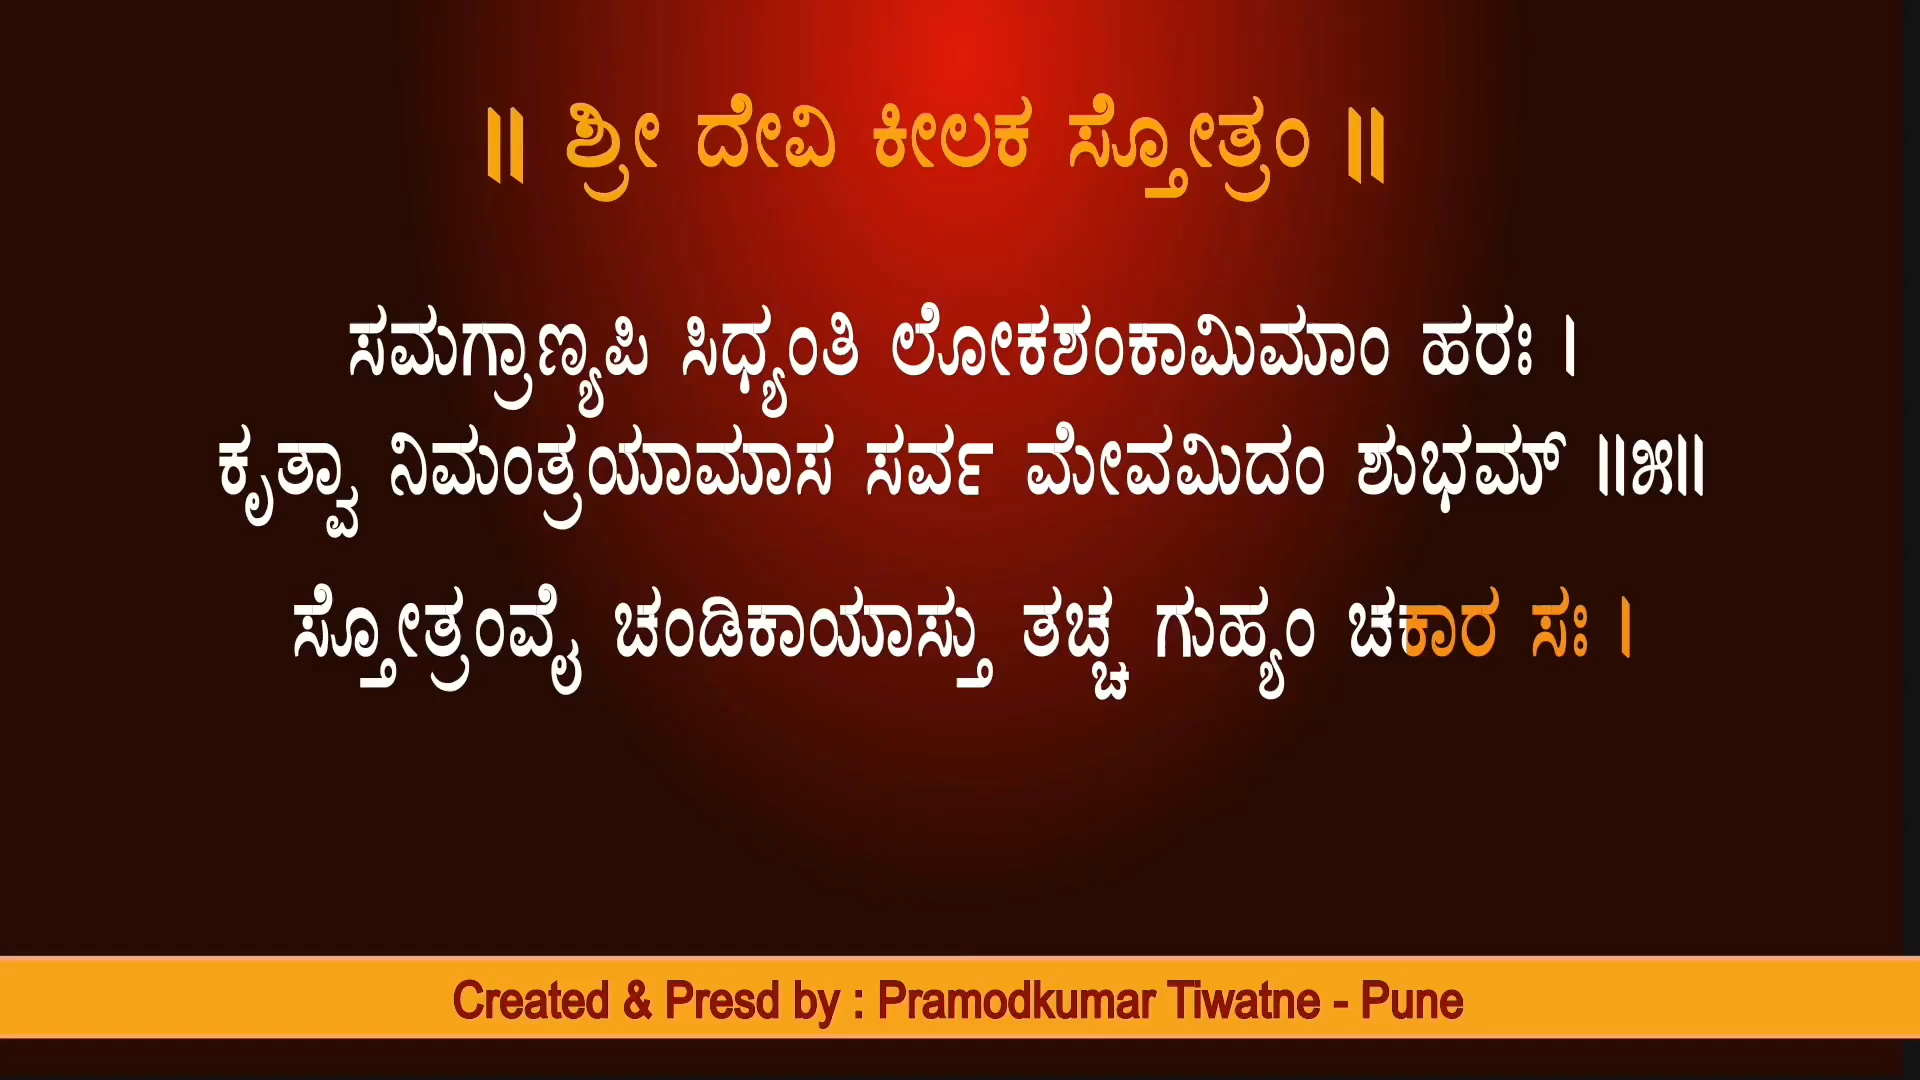 ॥ ಶ್ರೀ ದೇವಿ ಕೀಲಕ ಸ್ತೋತ್ರಂ ॥
ಸಮಗ್ರಾಣ್ಯಪಿ ಸಿಧ್ಯಂತಿ ಲೋಕಶಂಕಾಮಿಮಾಂ ಹರಃ ।
ಕೃತ್ವಾ ನಿಮಂತ್ರಯಾಮಾಸ ಸರ್ವ ಮೇವಮಿದಂ ಶುಭಮ್ ॥೫॥
ಸ್ತೋತ್ರಂವೈ ಚಂಡಿಕಾಯಾಸ್ತು ತಚ್ಚ ಗುಹ್ಯಂ ಚಕಾರ ಸಃ ।
Created & Presd by : Pramodkumar Tiwatne - Pune